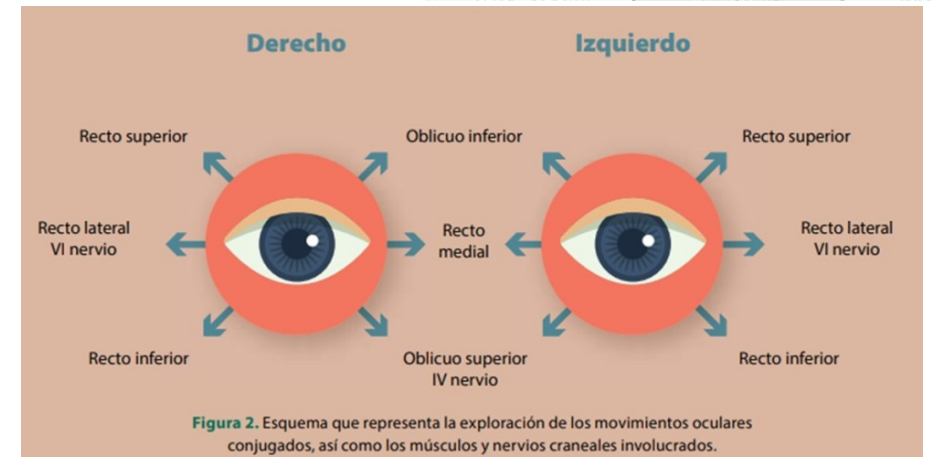 Derecho
Izquierdo
Recto superior
Oblicuo inferior
Recto superior
Recto lateral
VI nervio
Recto
medial
Recto lateral
VI nervio
Recto inferior
Oblicuo superior
IV nervio
Recto inferior
Figura 2. Esquema que representa la exploración de los movimientos oculares
conjugados, así como los músculos y nervios craneales involucrados.